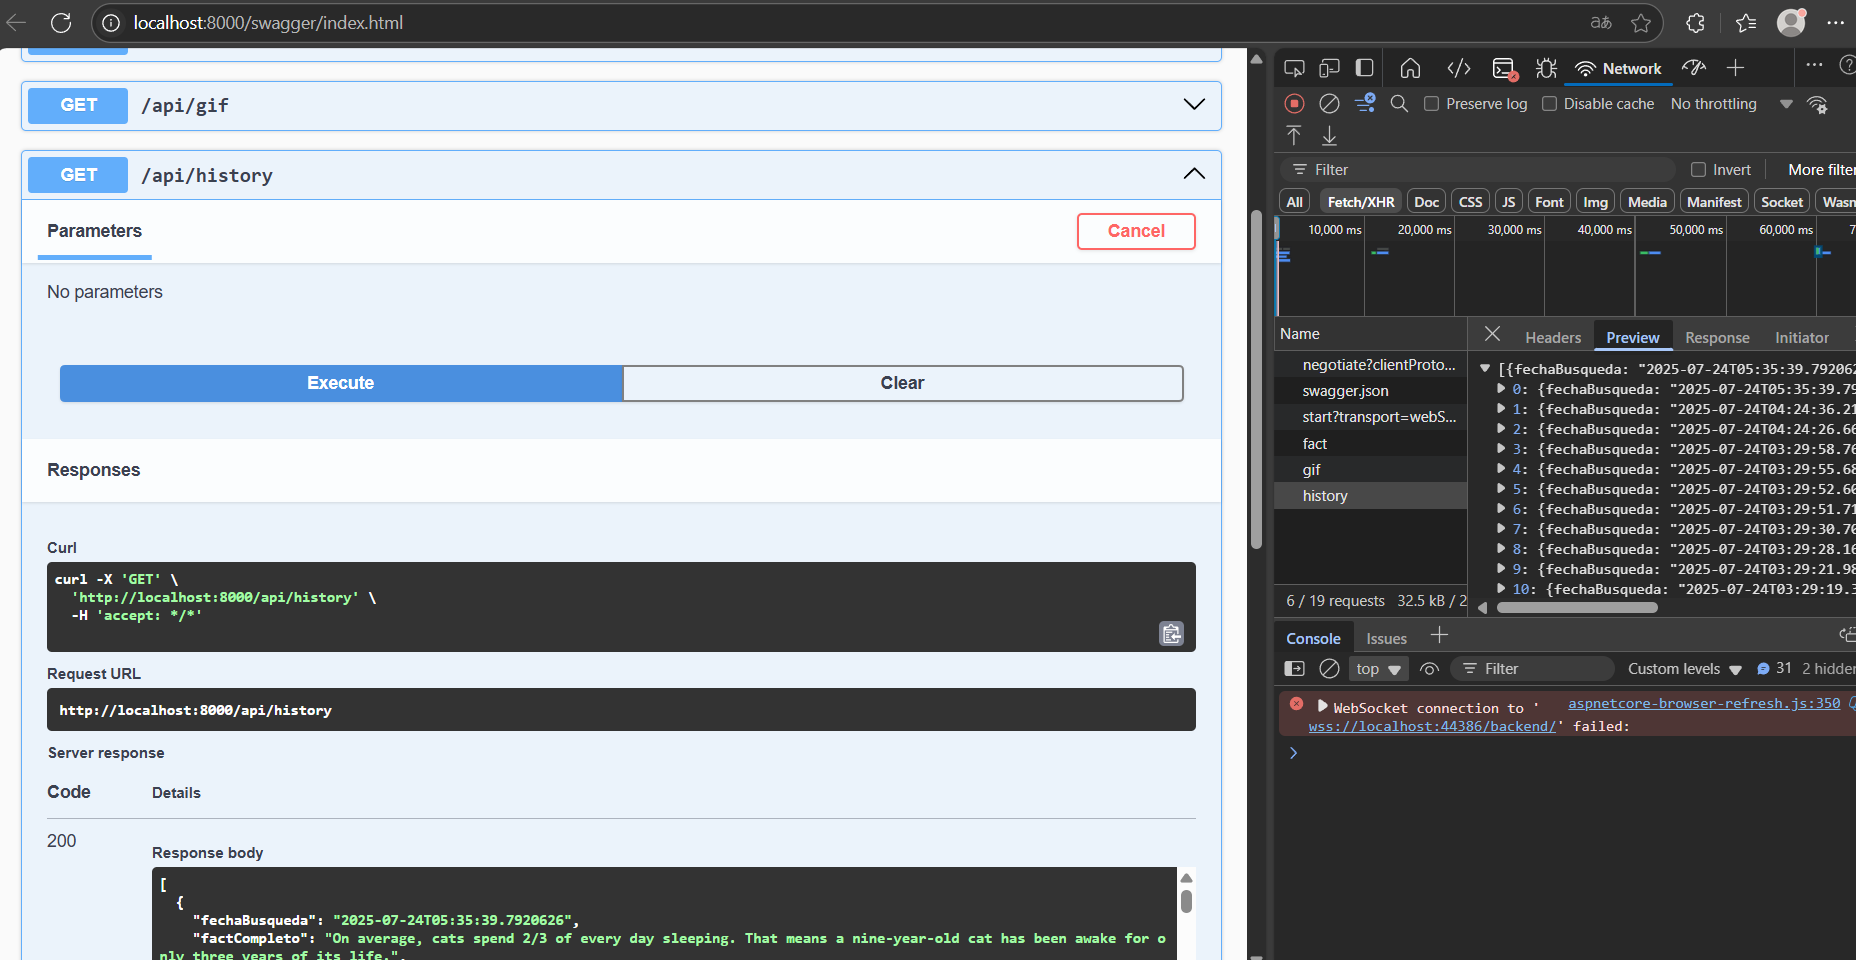 localhost:8000/swagger/index.html
GET /api/gif
GET /api/history
Parameters
Cancel
No parameters
Execute
Clear
Responses
Curl
curl -X 'GET' \
'http://localhost:8000/api/history' \
-H 'accept: */*'
Request URL
http://localhost:8000/api/history
Server response
Code Details
200
Response body
[
{
"fechaBusqueda": "2025-07-24T05:35:39.7920626",
"factCompleto": "On average, cats spend 2/3 of every day sleeping. That means a nine-year-old cat has been awake for o
nly three years of its life.",
Network
Preserve log Disable cache No throttling
Filter Invert More filter
All Fetch/XHR Doc CSS JS Font Img Media Manifest Socket Wasm
10,000 ms 20,000 ms 30,000 ms 40,000 ms 50,000 ms 60,000 ms 7
Name
negotiate?clientProto...
swagger.json
start?transport=webS...
fact
gif
history
6 / 19 requests 32.5 kB / 2
Headers Preview Response Initiator
[{fechaBusqueda: "2025-07-24T05:35:39.792062
0: {fechaBusqueda: "2025-07-24T05:35:39.79
1: {fechaBusqueda: "2025-07-24T04:24:36.21
2: {fechaBusqueda: "2025-07-24T04:24:26.66
3: {fechaBusqueda: "2025-07-24T03:29:58.76
4: {fechaBusqueda: "2025-07-24T03:29:55.68
5: {fechaBusqueda: "2025-07-24T03:29:52.60
6: {fechaBusqueda: "2025-07-24T03:29:51.71
7: {fechaBusqueda: "2025-07-24T03:29:30.70
8: {fechaBusqueda: "2025-07-24T03:29:28.16
9: {fechaBusqueda: "2025-07-24T03:29:21.98
10: {fechaBusqueda: "2025-07-24T03:29:19.3
Console Issues
top Filter Custom levels 31 2 hidden
WebSocket connection to ' aspnetcore-browser-refresh.js:350
wss://localhost:44386/backend/' failed: